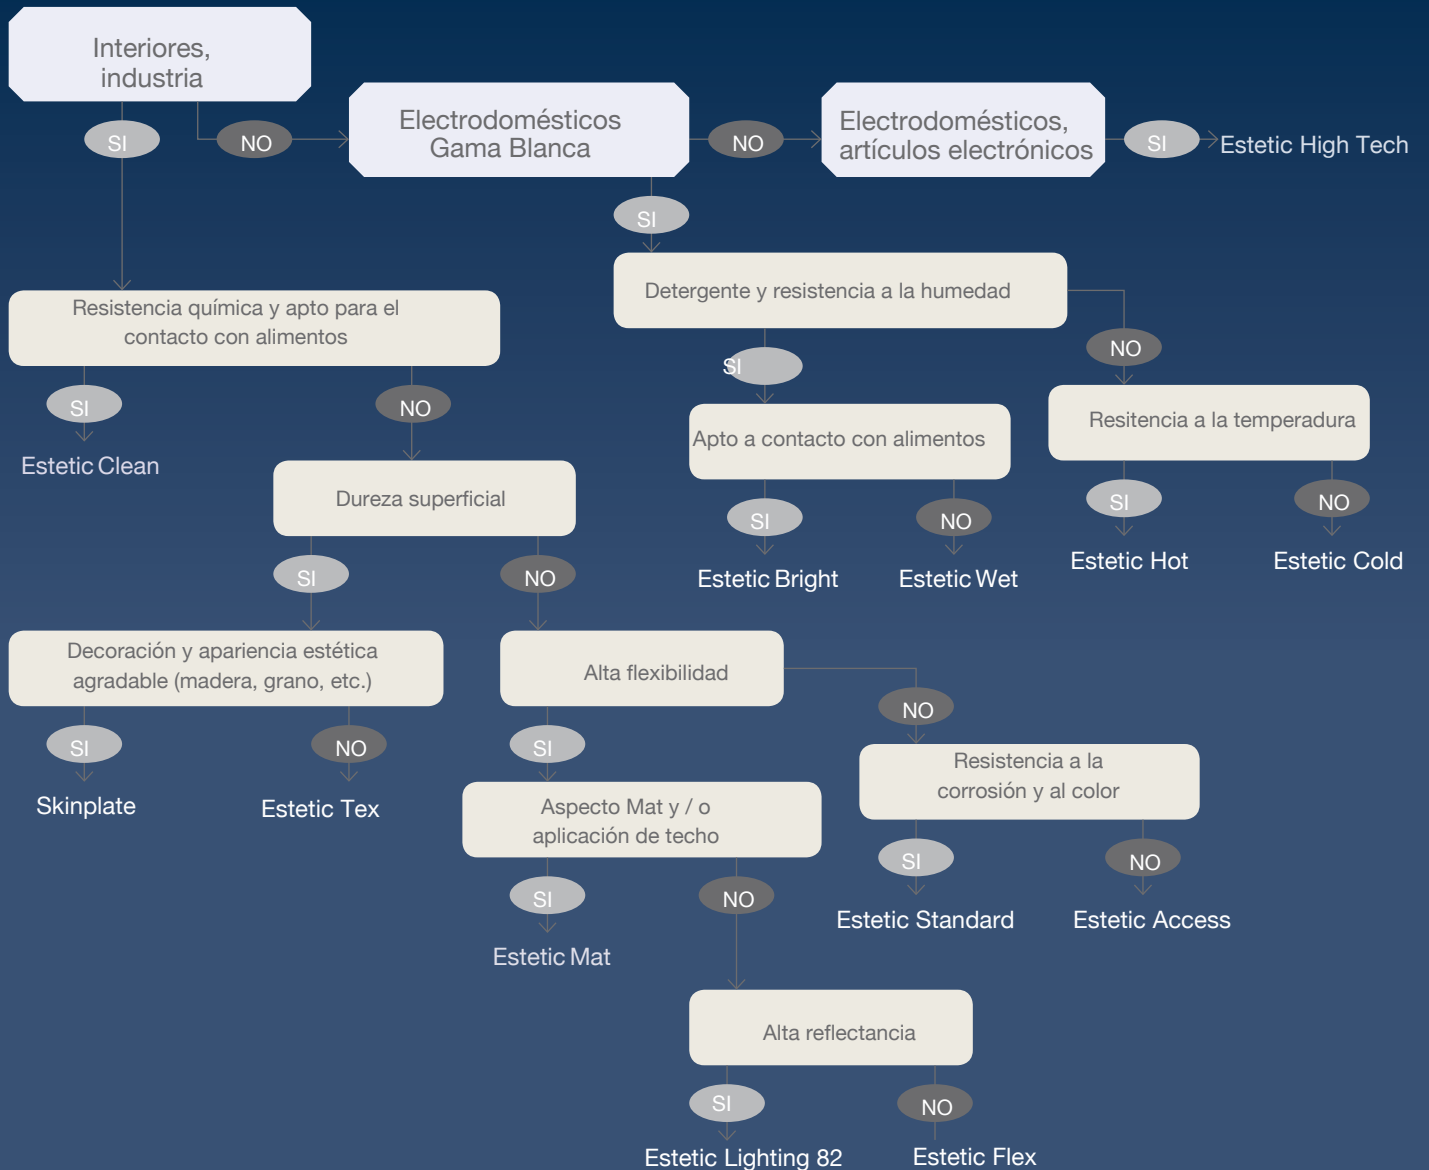 Interiores,
industria
SI
NO
Electrodomésticos
Gama Blanca
NO
Electrodomésticos,
artículos electrónicos
SI
Estetic High Tech
SI
Detergente y resistencia a la humedad
Resistencia química y apto para el
contacto con alimentos
SI
NO
SI
NO
Apto a contacto con alimentos
Resitencia a la temperadura
Estetic Clean
Dureza superficial
SI
NO
SI
NO
Estetic Bright
Estetic Wet
Estetic Hot
Estetic Cold
SI
NO
Decoración y apariencia estética
agradable (madera, grano, etc.)
Alta flexibilidad
NO
SI
NO
SI
Resistencia a la
corrosión y al color
Skinplate
Estetic Tex
Aspecto Mat y / o
aplicación de techo
SI
NO
SI
NO
Estetic Standard
Estetic Access
Estetic Mat
Alta reflectancia
SI
NO
Estetic Lighting 82
Estetic Flex